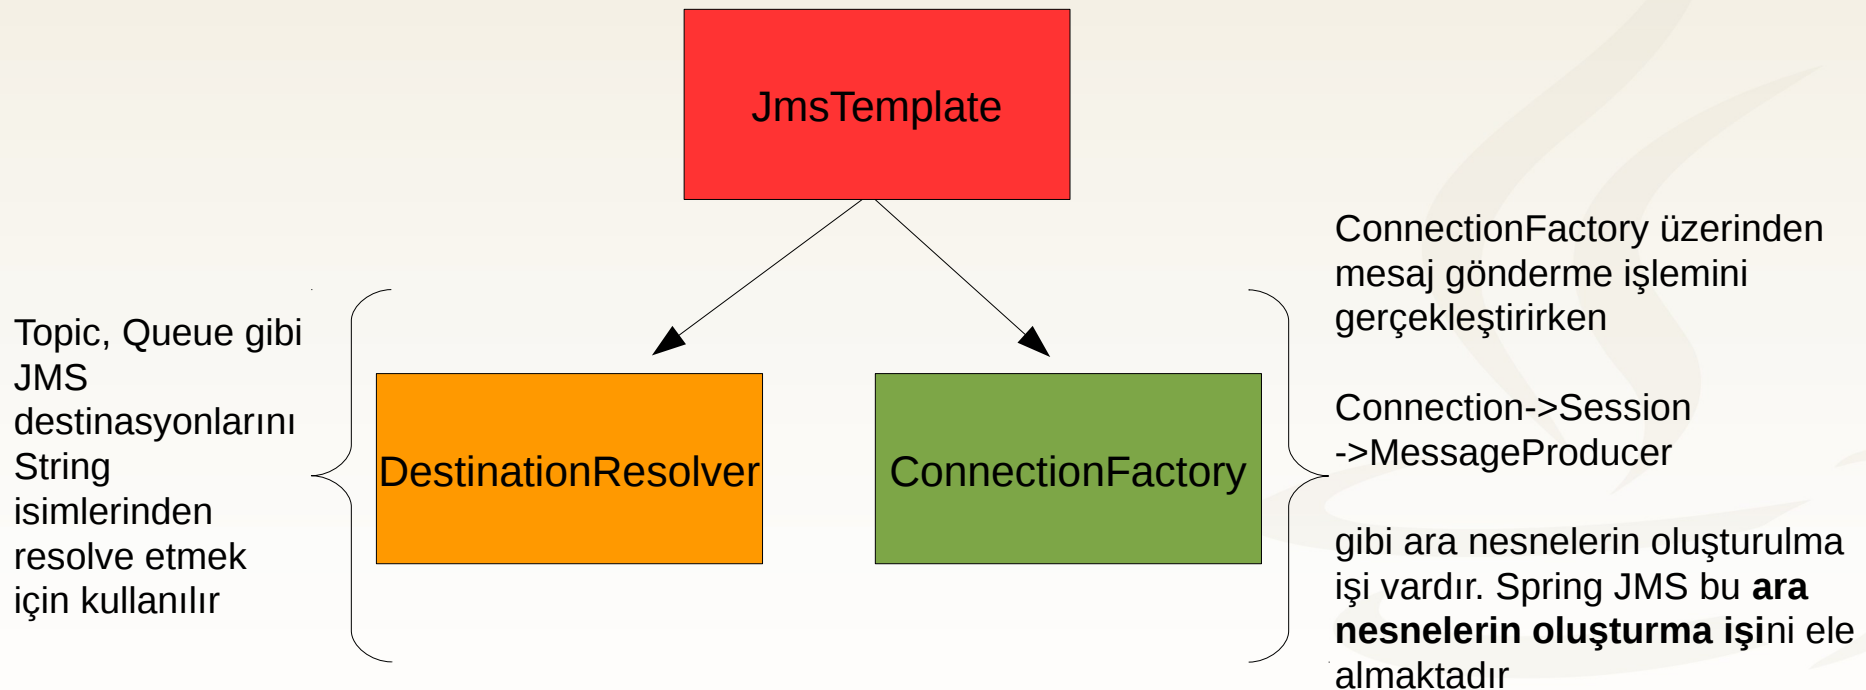 JmsTemplate
Topic, Queue gibi
JMS
destinasyonlarını
String
isimlerinden
resolve etmek
için kullanılır
DestinationResolver
ConnectionFactory
ConnectionFactory üzerinden
mesaj gönderme işlemini
gerçekleştirirken
Connection->Session
->MessageProducer
gibi ara nesnelerin oluşturulma
işi vardır. Spring JMS bu ara
nesnelerin oluşturma işini ele
almaktadır